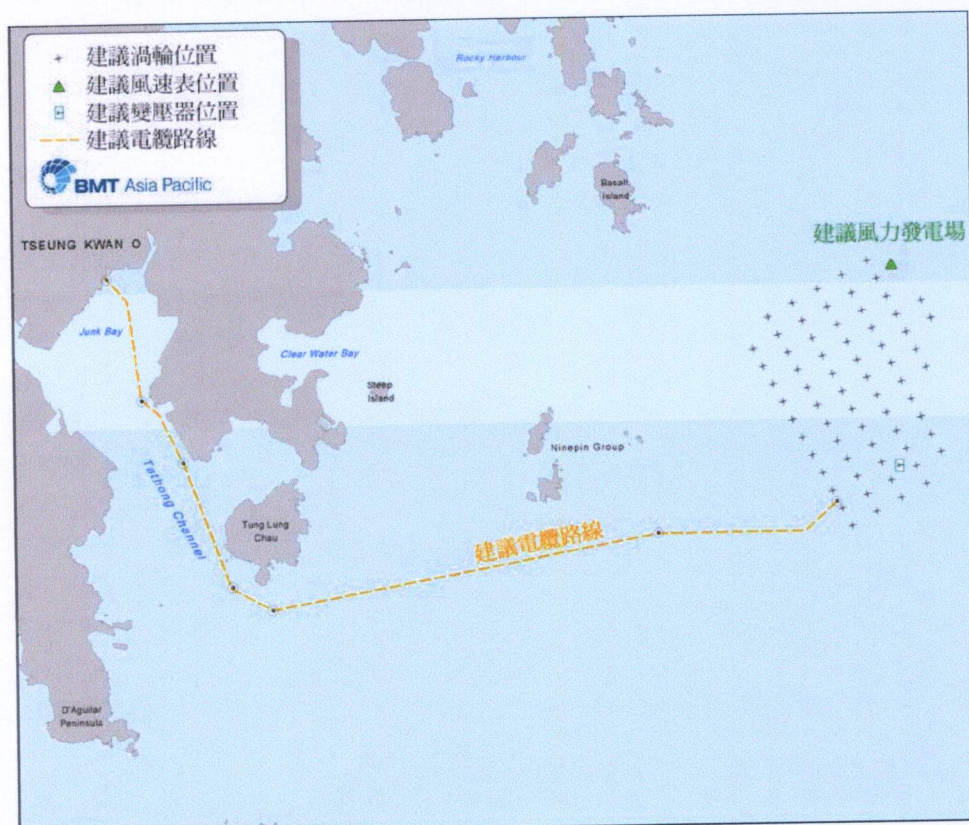 建議渦輪位置
建議風速表位置
建議變壓器位置
建議電纜路線
BMT Asia Pacific
Rocky Harbour
Basalt
Island
TSEUNG KWAN O
建議風力發電場
Junk Bay
Clear Water Bay
Steep
Island
Ninepin Group
Tathong Channel
Tung Lung
Chau
建議電纜路線
D'Aguilar
Peninsula